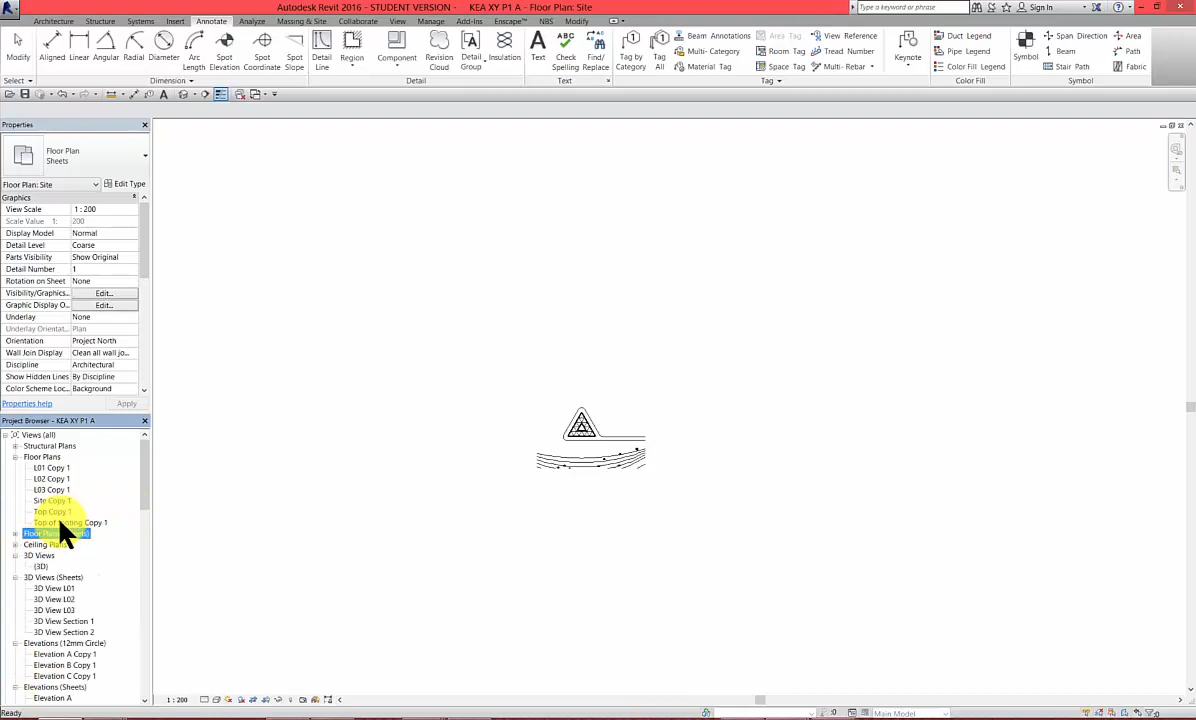 Autodesk Revit 2016 - STUDENT VERSION - KEA XY P1 A - Floor Plan: Site
Type a keyword or phrase
Sign In
Architecture Structure Systems Insert Annotate Analyze Massing & Site Collaborate View Manage Add-Ins Enscape™ NBS Modify
Modify
Aligned Linear Angular Radial Diameter Arc Length Spot Elevation Spot Coordinate Spot Slope
Detail Line Region Component Revision Cloud Detail Group Insulation
Text Check Spelling Find/ Replace
Tag by Category Tag All
Beam Annotations Area Tag View Reference
Multi-Category Room Tag Tread Number
Material Tag Space Tag Multi-Rebar
Keynote
Duct Legend
Pipe Legend
Color Fill Legend
Symbol
Span Direction Area
Beam Path
Stair Path Fabric
Select Dimension Detail Text Tag Color Fill Symbol
Properties
Floor Plan
Sheets
Floor Plan: Site Edit Type
Graphics
View Scale 1 : 200
Scale Value 1: 200
Display Model Normal
Detail Level Coarse
Parts Visibility Show Original
Detail Number 1
Rotation on Sheet None
Visibility/Graphics... Edit...
Graphic Display O... Edit...
Underlay None
Underlay Orientat... Plan
Orientation Project North
Wall Join Display Clean all wall jo...
Discipline Architectural
Show Hidden Lines By Discipline
Color Scheme Loc... Background
Properties help Apply
Project Browser - KEA XY P1 A
Views (all)
Structural Plans
Floor Plans
L01 Copy 1
L02 Copy 1
L03 Copy 1
Site Copy 1
Top Copy 1
Top of footing Copy 1
Floor Plans (Sheets)
Ceiling Plans
3D Views
{3D}
3D Views (Sheets)
3D View L01
3D View L02
3D View L03
3D View Section 1
3D View Section 2
Elevations (12mm Circle)
Elevation A Copy 1
Elevation B Copy 1
Elevation C Copy 1
Elevations (Sheets)
Elevation A
1 : 200
Ready
:0
Main Model